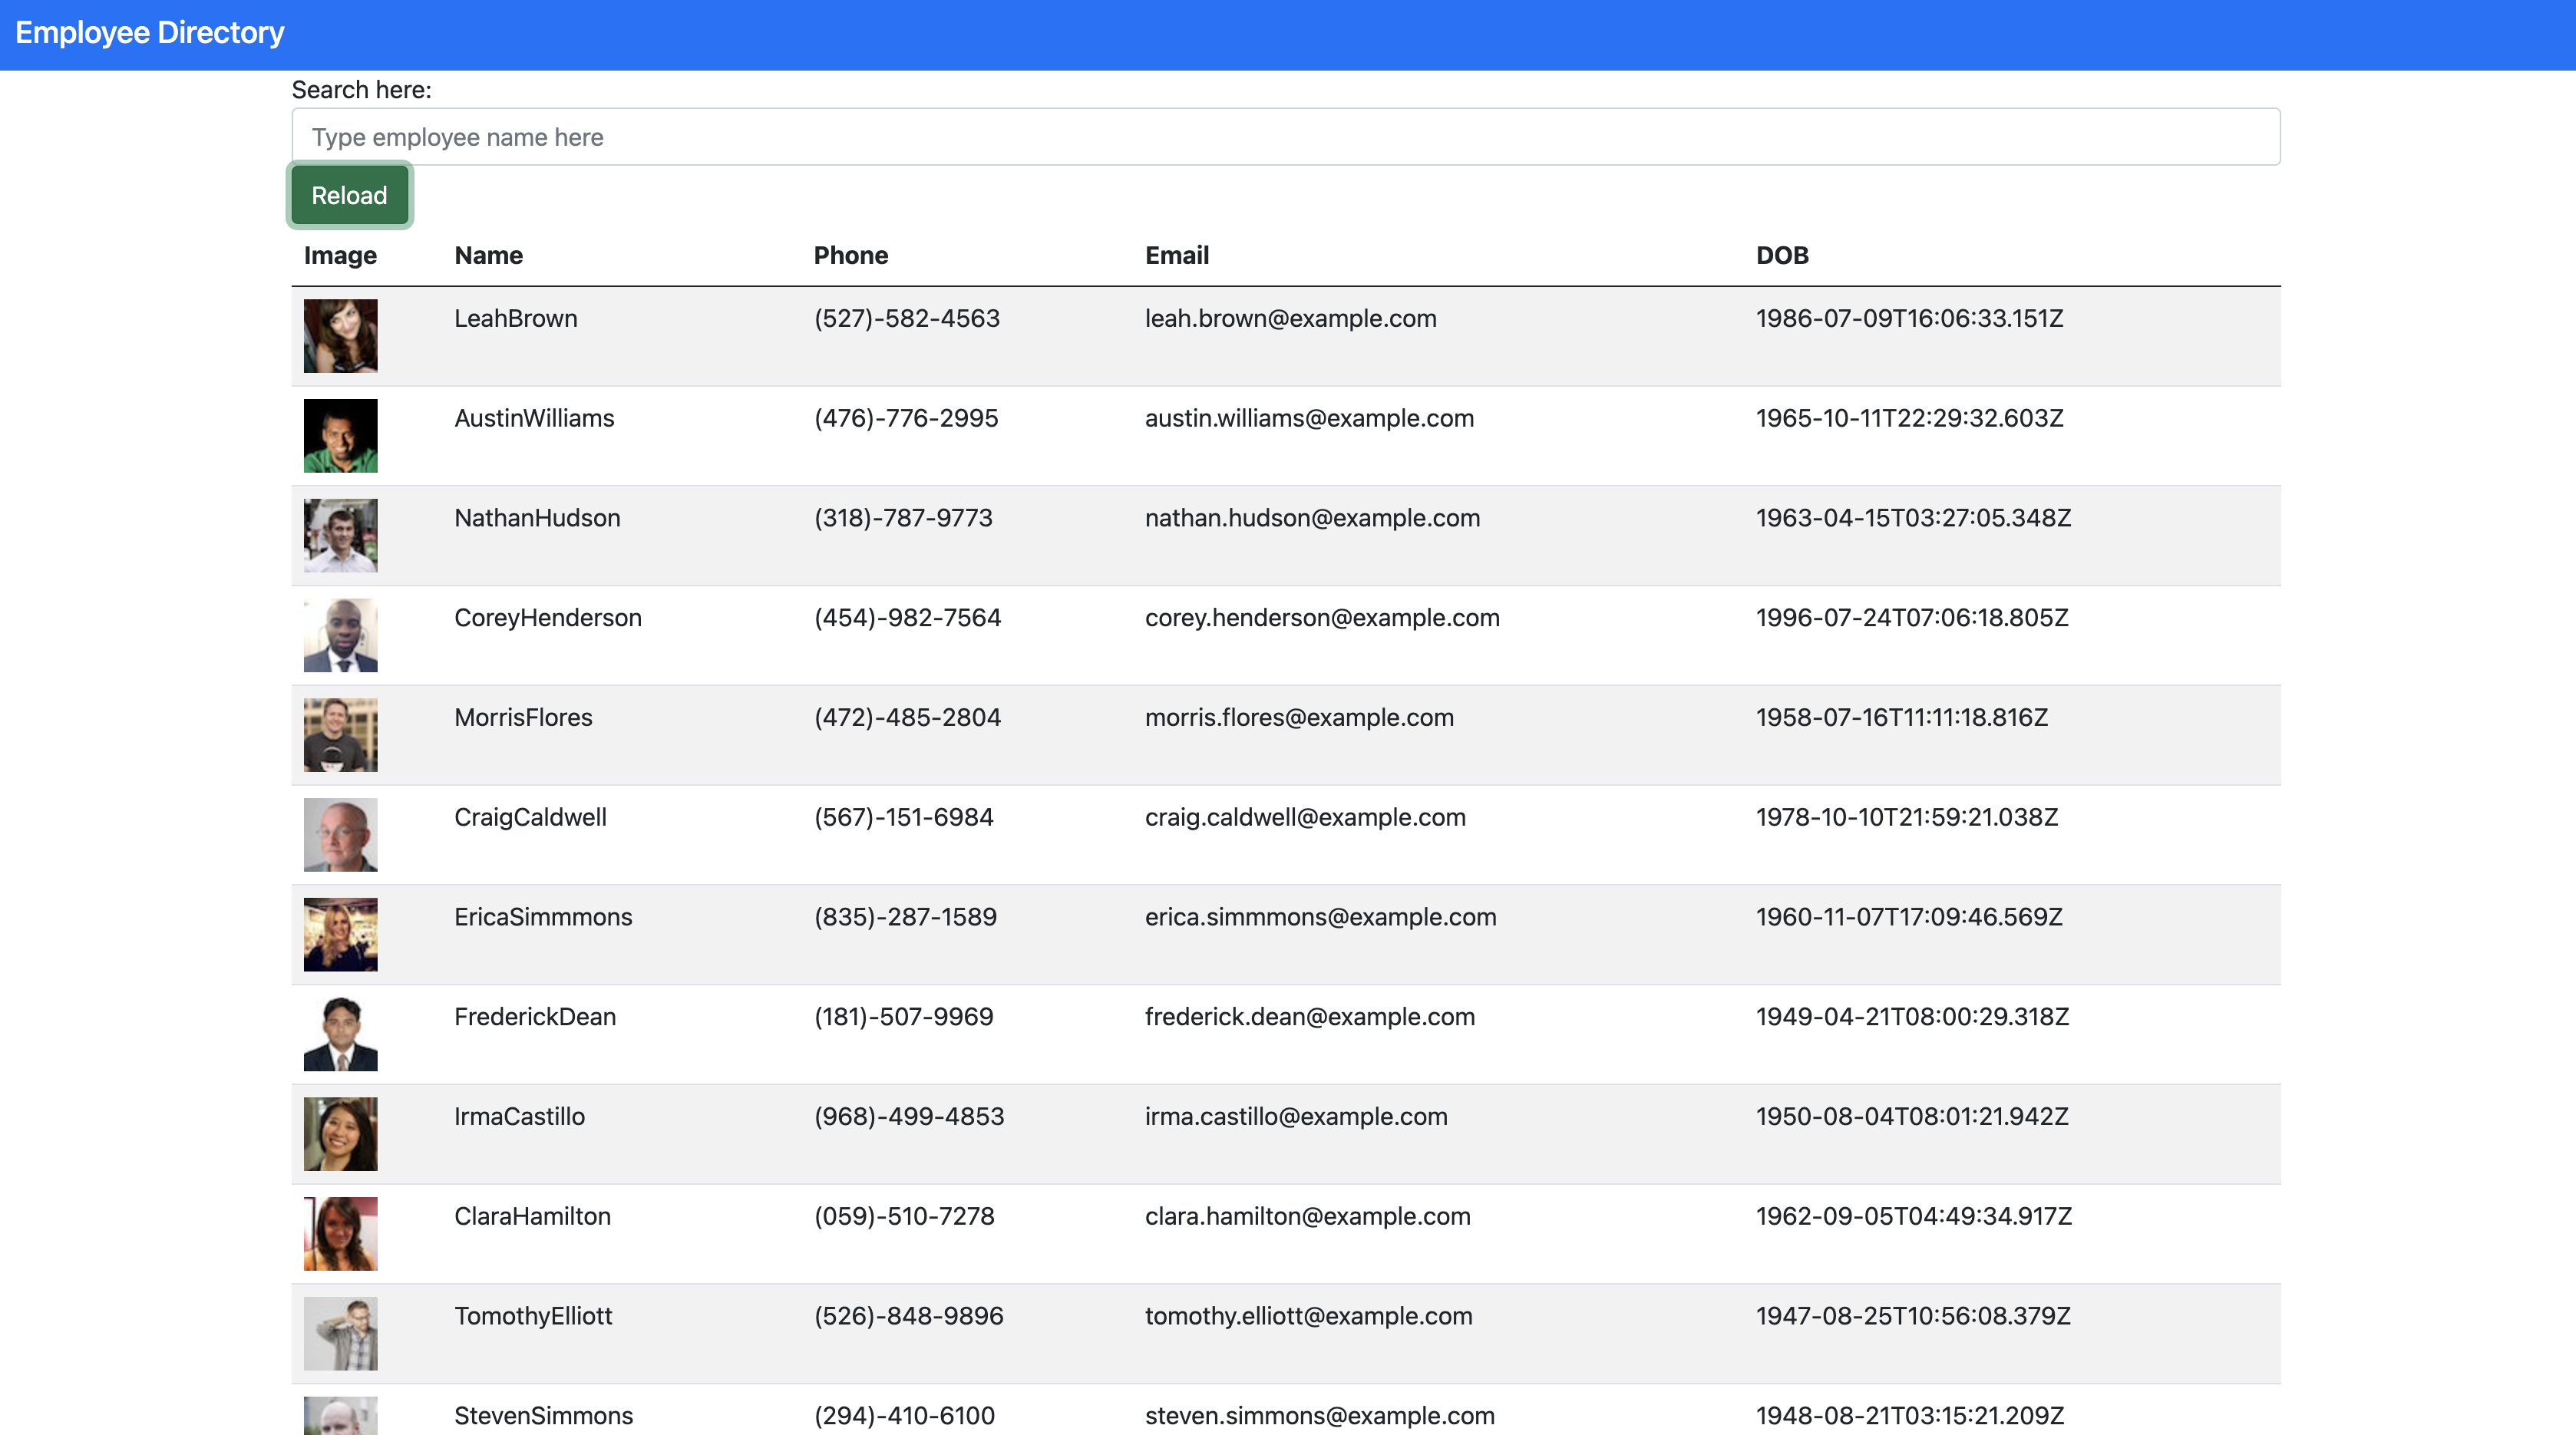 Employee Directory
Search here:
Type employee name here
Reload
Image Name Phone Email DOB
LeahBrown (527)-582-4563 leah.brown@example.com 1986-07-09T16:06:33.151Z
AustinWilliams (476)-776-2995 austin.williams@example.com 1965-10-11T22:29:32.603Z
NathanHudson (318)-787-9773 nathan.hudson@example.com 1963-04-15T03:27:05.348Z
CoreyHenderson (454)-982-7564 corey.henderson@example.com 1996-07-24T07:06:18.805Z
MorrisFlores (472)-485-2804 morris.flores@example.com 1958-07-16T11:11:18.816Z
CraigCaldwell (567)-151-6984 craig.caldwell@example.com 1978-10-10T21:59:21.038Z
EricaSimmmons (835)-287-1589 erica.simmmons@example.com 1960-11-07T17:09:46.569Z
FrederickDean (181)-507-9969 frederick.dean@example.com 1949-04-21T08:00:29.318Z
IrmaCastillo (968)-499-4853 irma.castillo@example.com 1950-08-04T08:01:21.942Z
ClaraHamilton (059)-510-7278 clara.hamilton@example.com 1962-09-05T04:49:34.917Z
TomothyElliott (526)-848-9896 tomothy.elliott@example.com 1947-08-25T10:56:08.379Z
StevenSimmons (294)-410-6100 steven.simmons@example.com 1948-08-21T03:15:21.209Z